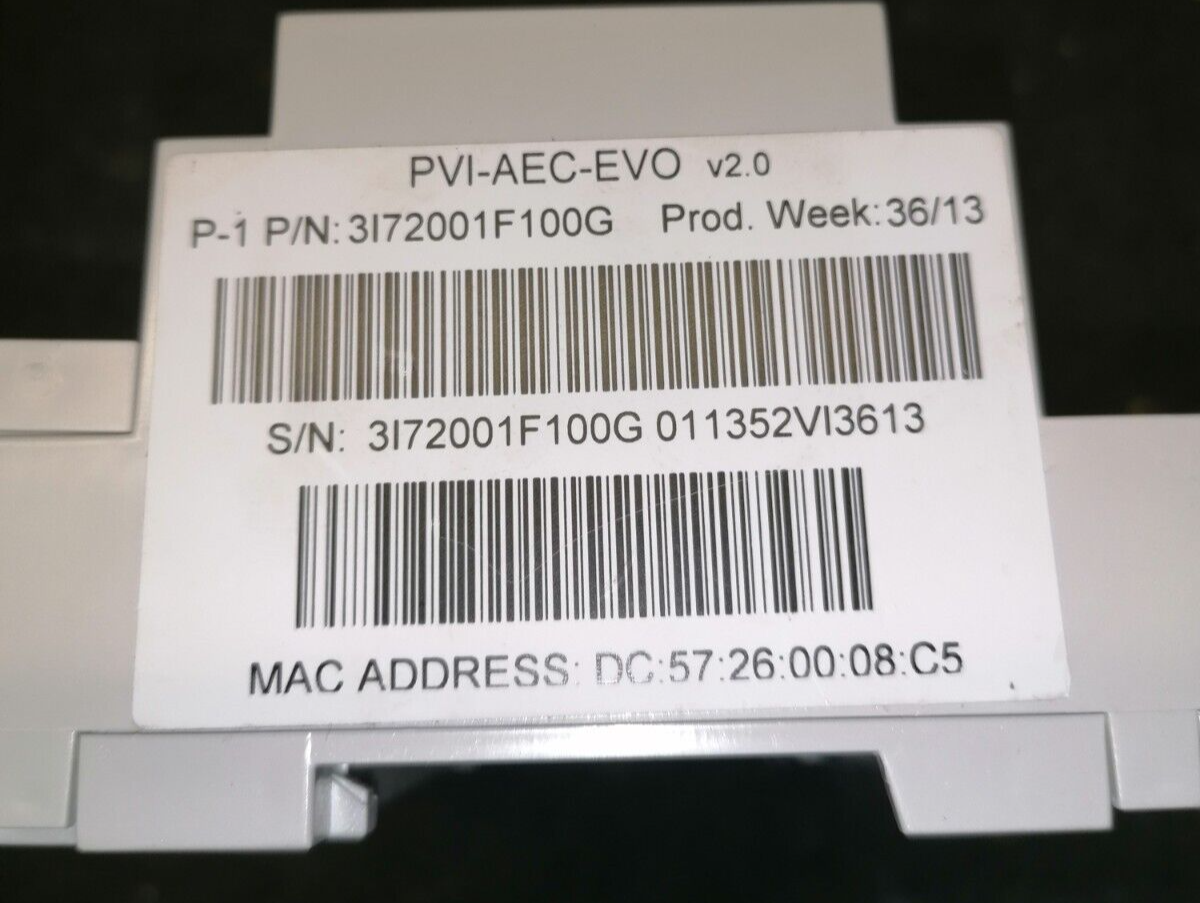 PVI-AEC-EVO v2.0
P-1 P/N: 3I72001F100G Prod. Week: 36/13
S/N: 3I72001F100G 011352VI3613
MAC ADDRESS: DC:57:26:00:08:C5